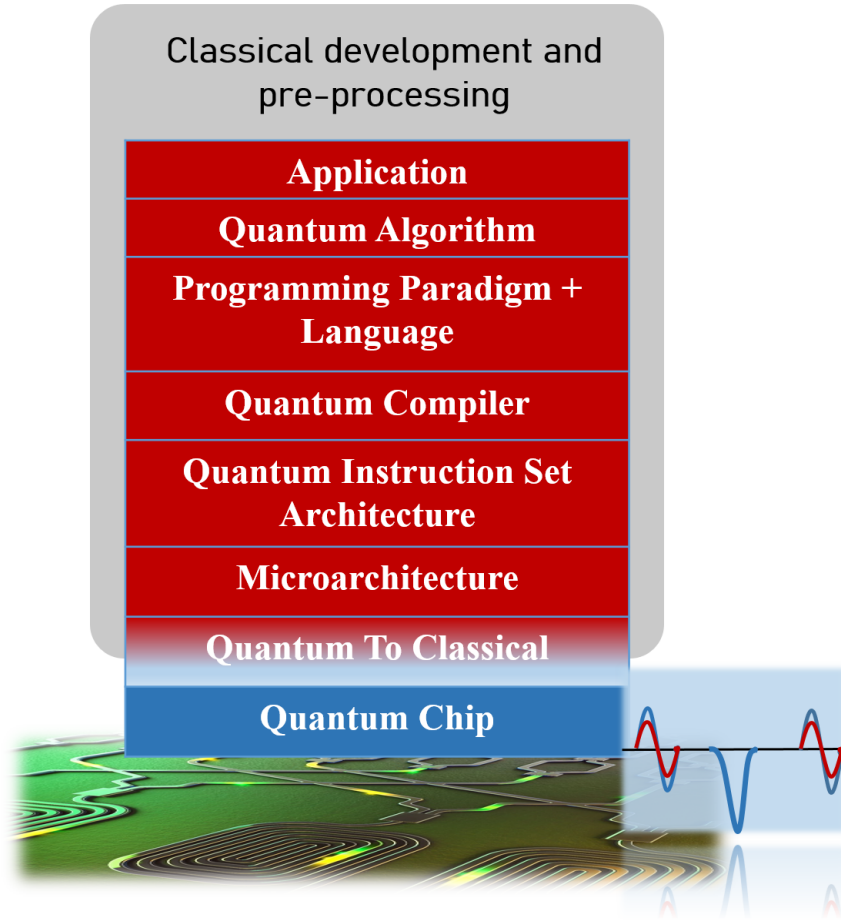 Classical development and
pre-processing
Application
Quantum Algorithm
Programming Paradigm +
Language
Quantum Compiler
Quantum Instruction Set
Architecture
Microarchitecture
Quantum To Classical
Quantum Chip